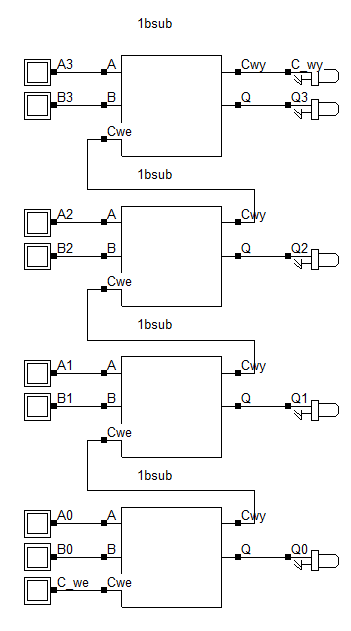 1bsub
A3 A Cwy C_wy
B3 B Q Q3
Cwe
1bsub
A2 A Cwy
B2 B Q Q2
Cwe
1bsub
A1 A Cwy
B1 B Q Q1
Cwe
1bsub
A0 A Cwy
B0 B Q Q0
C_we Cwe